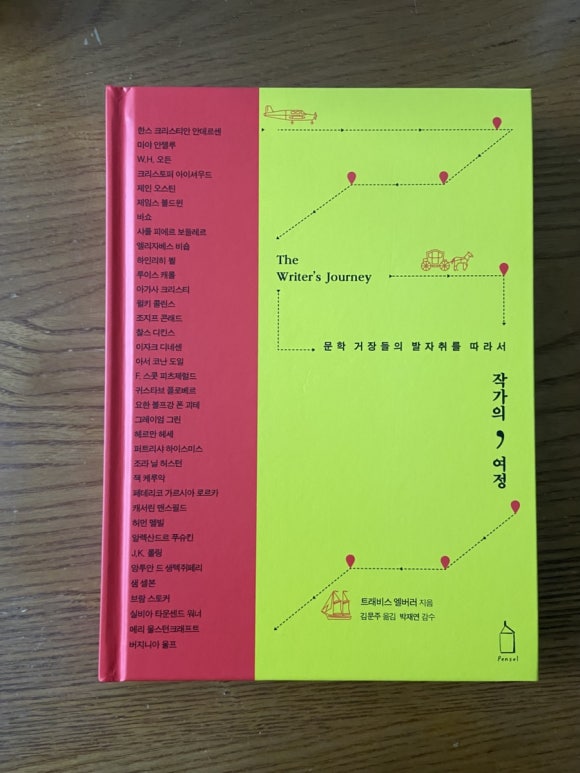 한스 크리스티안 안데르센
마야 안젤루
W.H. 오든
크리스토퍼 아이셔우드
제인 오스틴
제임스 볼드윈
바쇼
샤를 피에르 보들레르
엘리자베스 비숍
하인리히 뵐
루이스 캐롤
아가사 크리스티
윌키 콜린스
조지프 콘래드
찰스 디킨스
이자크 디네센
아서 코난 도일
F. 스콧 피츠제럴드
귀스타브 플로베르
요한 볼프강 폰 괴테
그레이엄 그린
헤르만 헤세
퍼트리샤 하이스미스
조라 닐 허스턴
잭 케루악
페데리코 가르시아 로르카
캐서린 맨스필드
허먼 멜빌
알렉산드르 푸슈킨
J.K. 롤링
앙투안 드 생텍쥐페리
샘 셀본
브램 스토커
실비아 타운센드 워너
메리 울스턴크래프트
버지니아 울프
The
Writer's Journey
문학 거장들의 발자취를 따라서
작가의 , 여정
트래비스 엘버러 지음
김문주 옮김 박재연 감수
Pensel